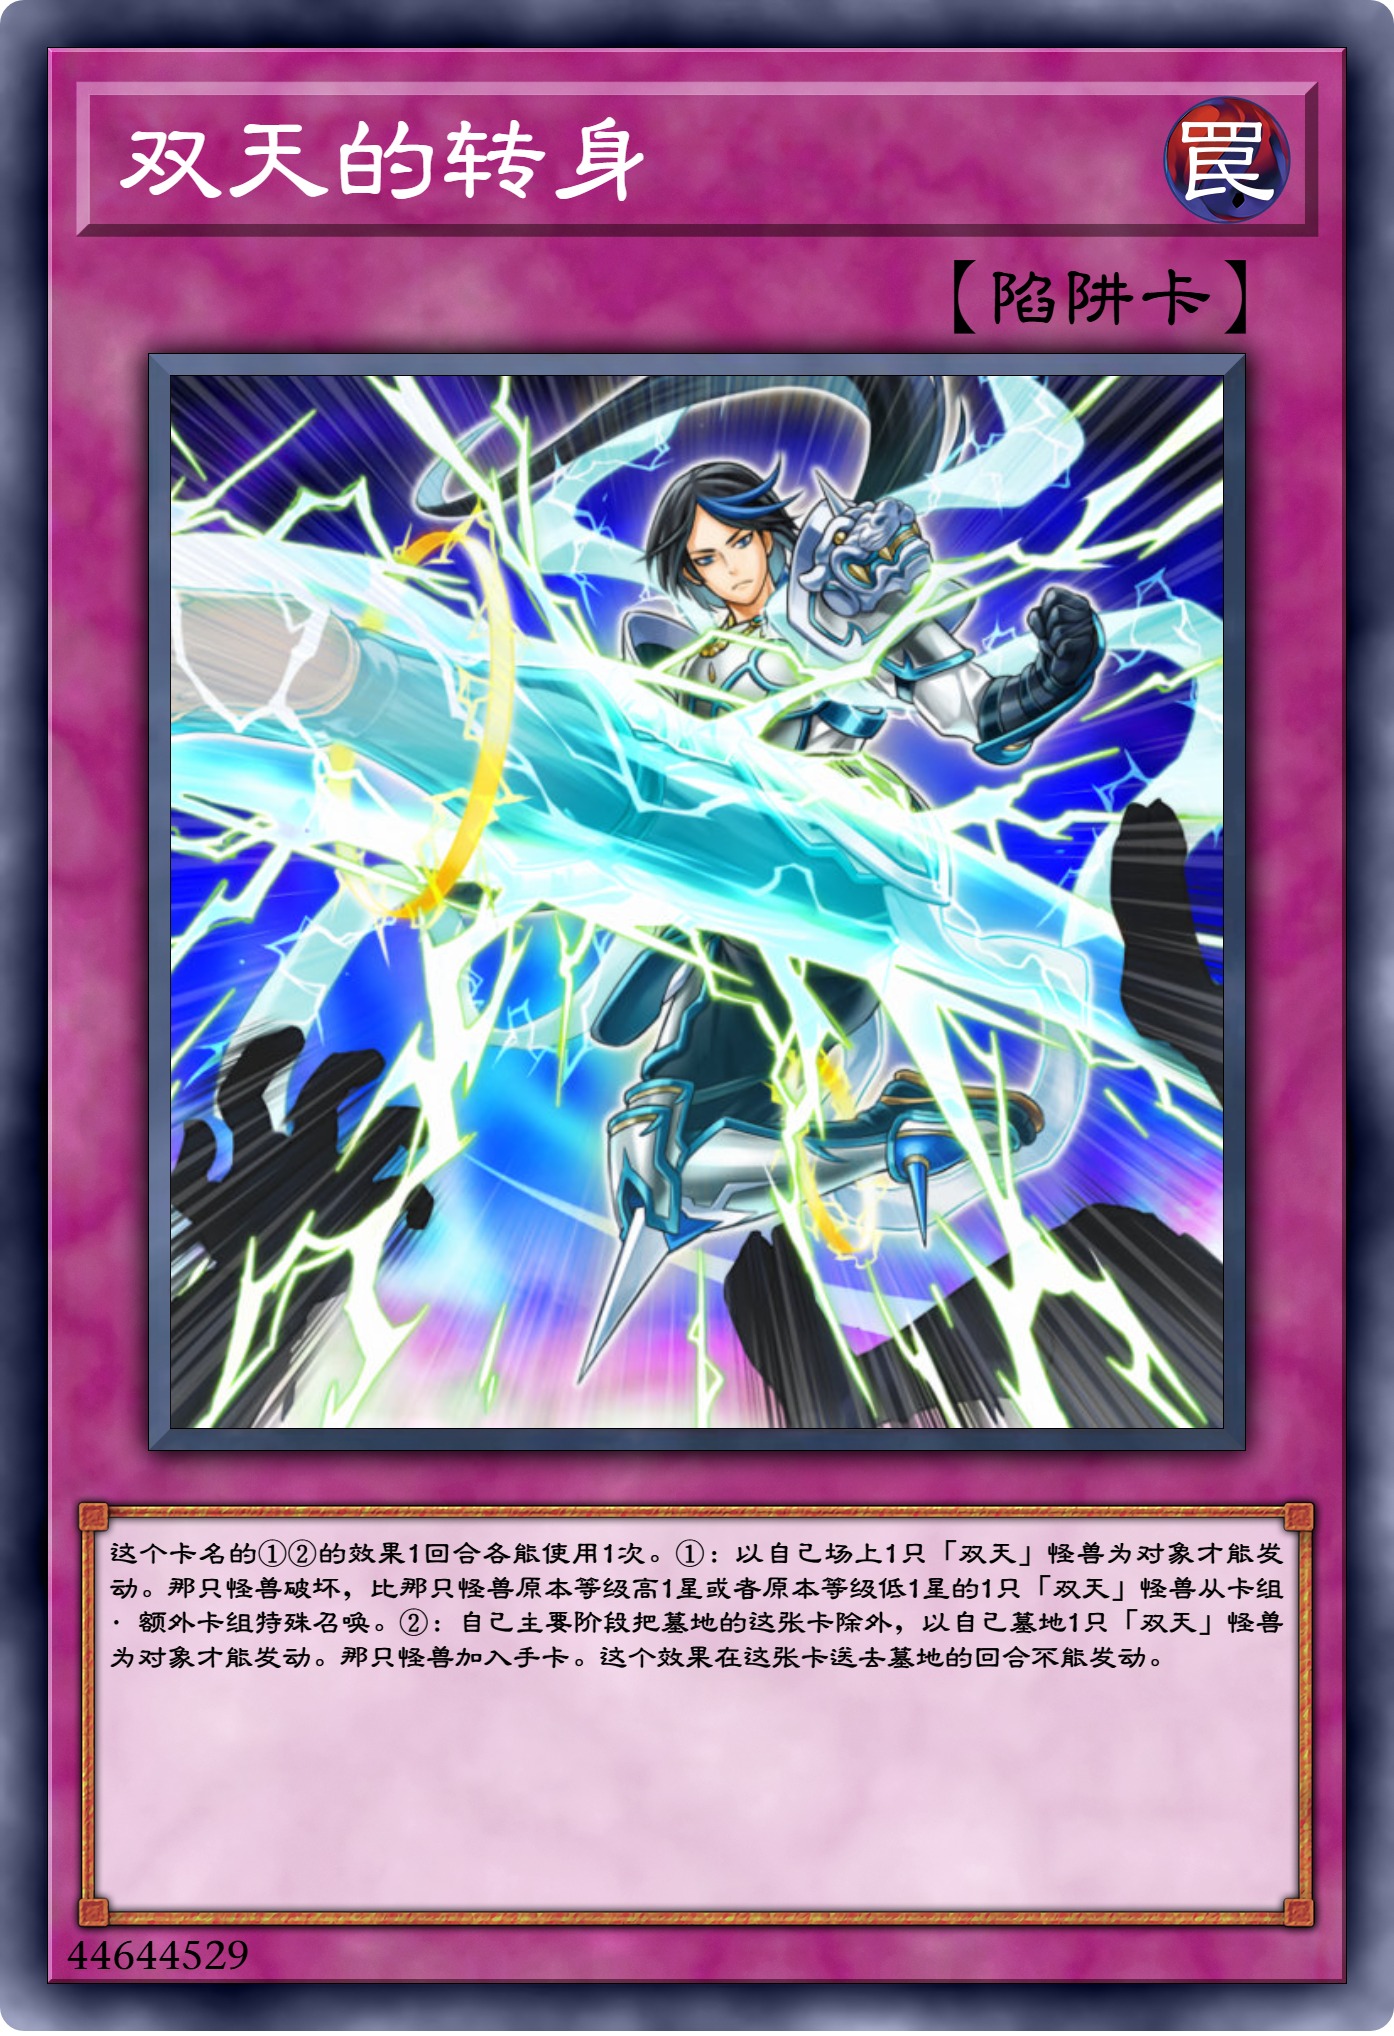 双天的转身
罠
【陷阱卡】
这个卡名的①②的效果1回合各能使用1次。①：以自己场上1只「双天」怪兽为对象才能发
动。那只怪兽破坏，比那只怪兽原本等级高1星或者原本等级低1星的1只「双天」怪兽从卡组
·额外卡组特殊召唤。②：自己主要阶段把墓地的这张卡除外，以自己墓地1只「双天」怪兽
为对象才能发动。那只怪兽加入手卡。这个效果在这张卡送去墓地的回合不能发动。
44644529